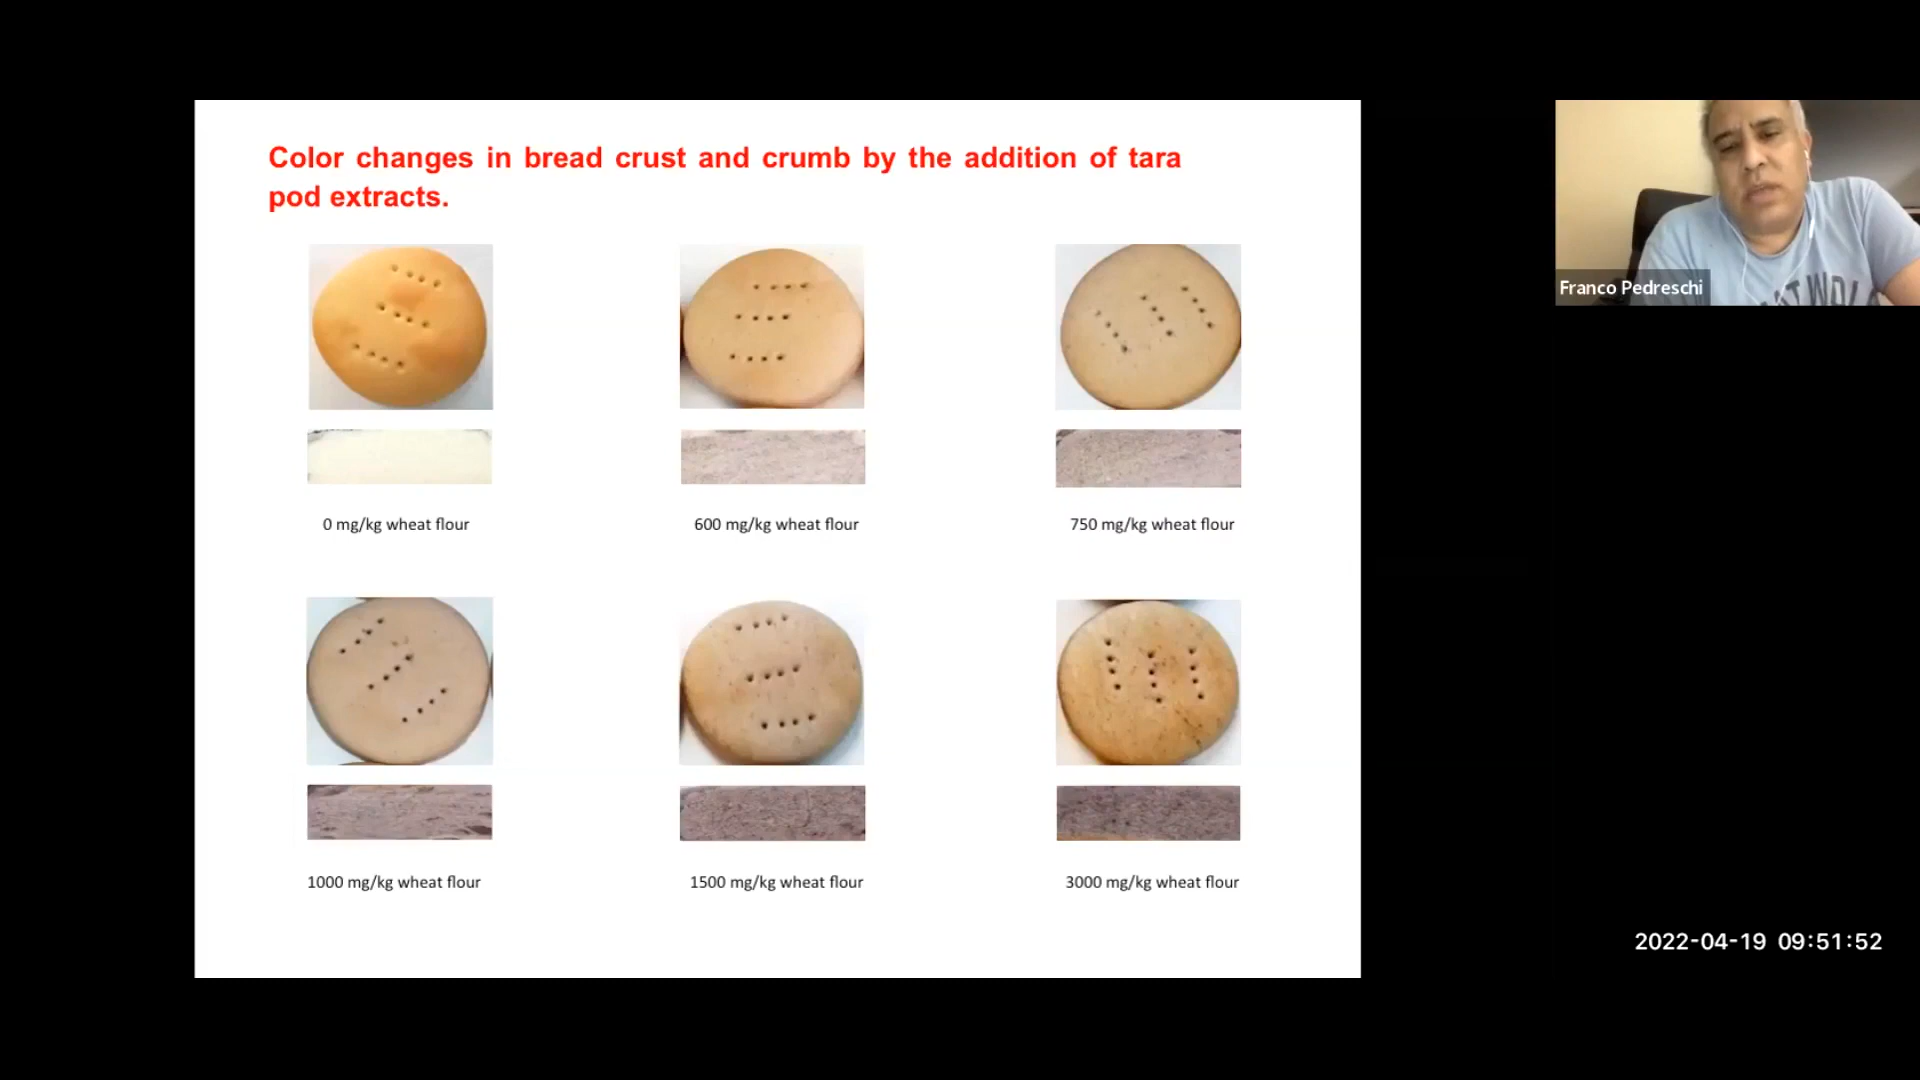 Color changes in bread crust and crumb by the addition of tara
pod extracts.
0 mg/kg wheat flour
600 mg/kg wheat flour
750 mg/kg wheat flour
1000 mg/kg wheat flour
1500 mg/kg wheat flour
3000 mg/kg wheat flour
Franco Pedreschi
2022-04-19 09:51:52